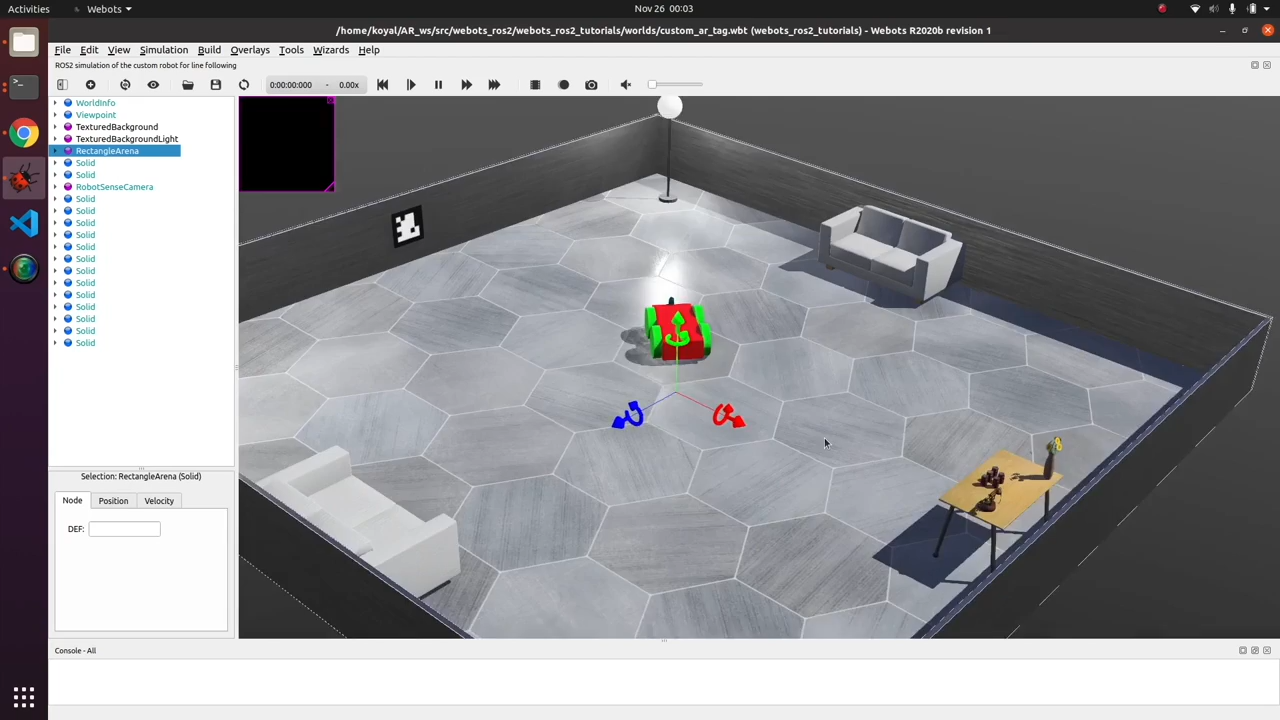 Activities
Webots
Nov 26 00:03
/home/koyal/AR_ws/src/webots_ros2/webots_ros2_tutorials/worlds/custom_ar_tag.wbt (webots_ros2_tutorials) - Webots R2020b revision 1
File Edit View Simulation Build Overlays Tools Wizards Help
ROS2 simulation of the custom robot for line following
0:00:00:000 - 0.00x
WorldInfo
Viewpoint
TexturedBackground
TexturedBackgroundLight
RectangleArena
Solid
Solid
RobotSenseCamera
Solid
Solid
Solid
Solid
Solid
Solid
Solid
Solid
Solid
Solid
Solid
Solid
Solid
Selection: RectangleArena (Solid)
Node Position Velocity
DEF:
Console - All